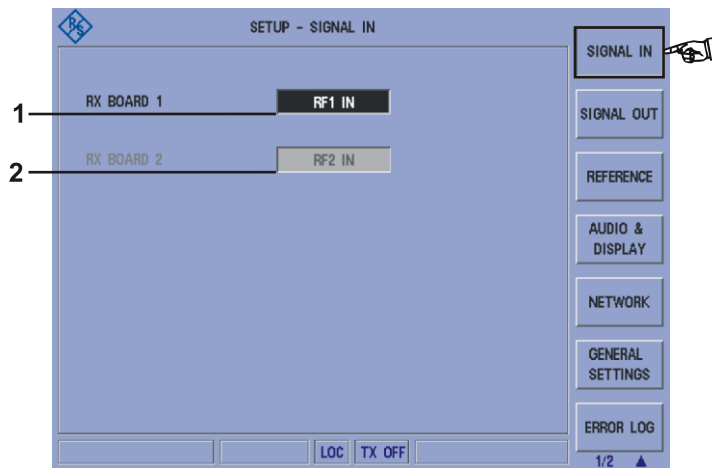 R&S
SETUP - SIGNAL IN
SIGNAL IN
RX BOARD 1
RF1 IN
1
SIGNAL OUT
RX BOARD 2
RF2 IN
2
REFERENCE
AUDIO &
DISPLAY
NETWORK
GENERAL
SETTINGS
ERROR LOG
LOC
TX OFF
1/2 ▲